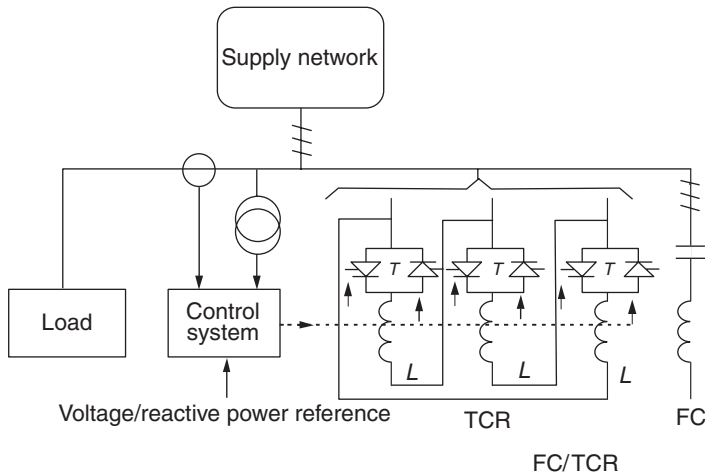 Supply network
T
T
T
Load
Control
system
L
L
L
Voltage/reactive power reference
TCR
FC
FC/TCR